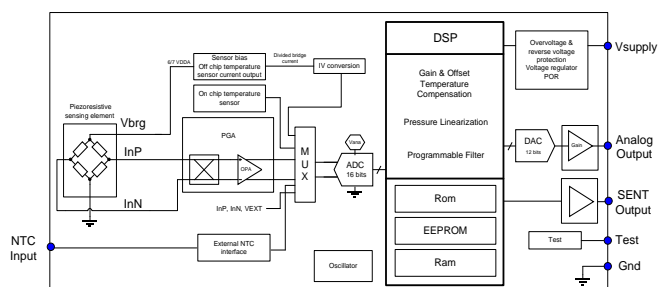 Sensor bias
Off chip temperature
sensor current output
6/7 VDDA
Divided bridge
current
IV conversion
On chip temperature
sensor
Piezoresistive
sensing element
Vbrg
InP
InN
PGA
OPA
M
U
X
Vana
ADC
16 bits
InP, InN, VEXT
NTC
Input
External NTC
interface
Oscillator
DSP
Gain & Offset
Temperature
Compensation
Pressure Linearization
Programmable Filter
Rom
EEPROM
Ram
Overvoltage &
reverse voltage
protection
Voltage regulator
POR
Vsupply
DAC
12 bits
Gain
Analog
Output
SENT
Output
Test
Test
Gnd